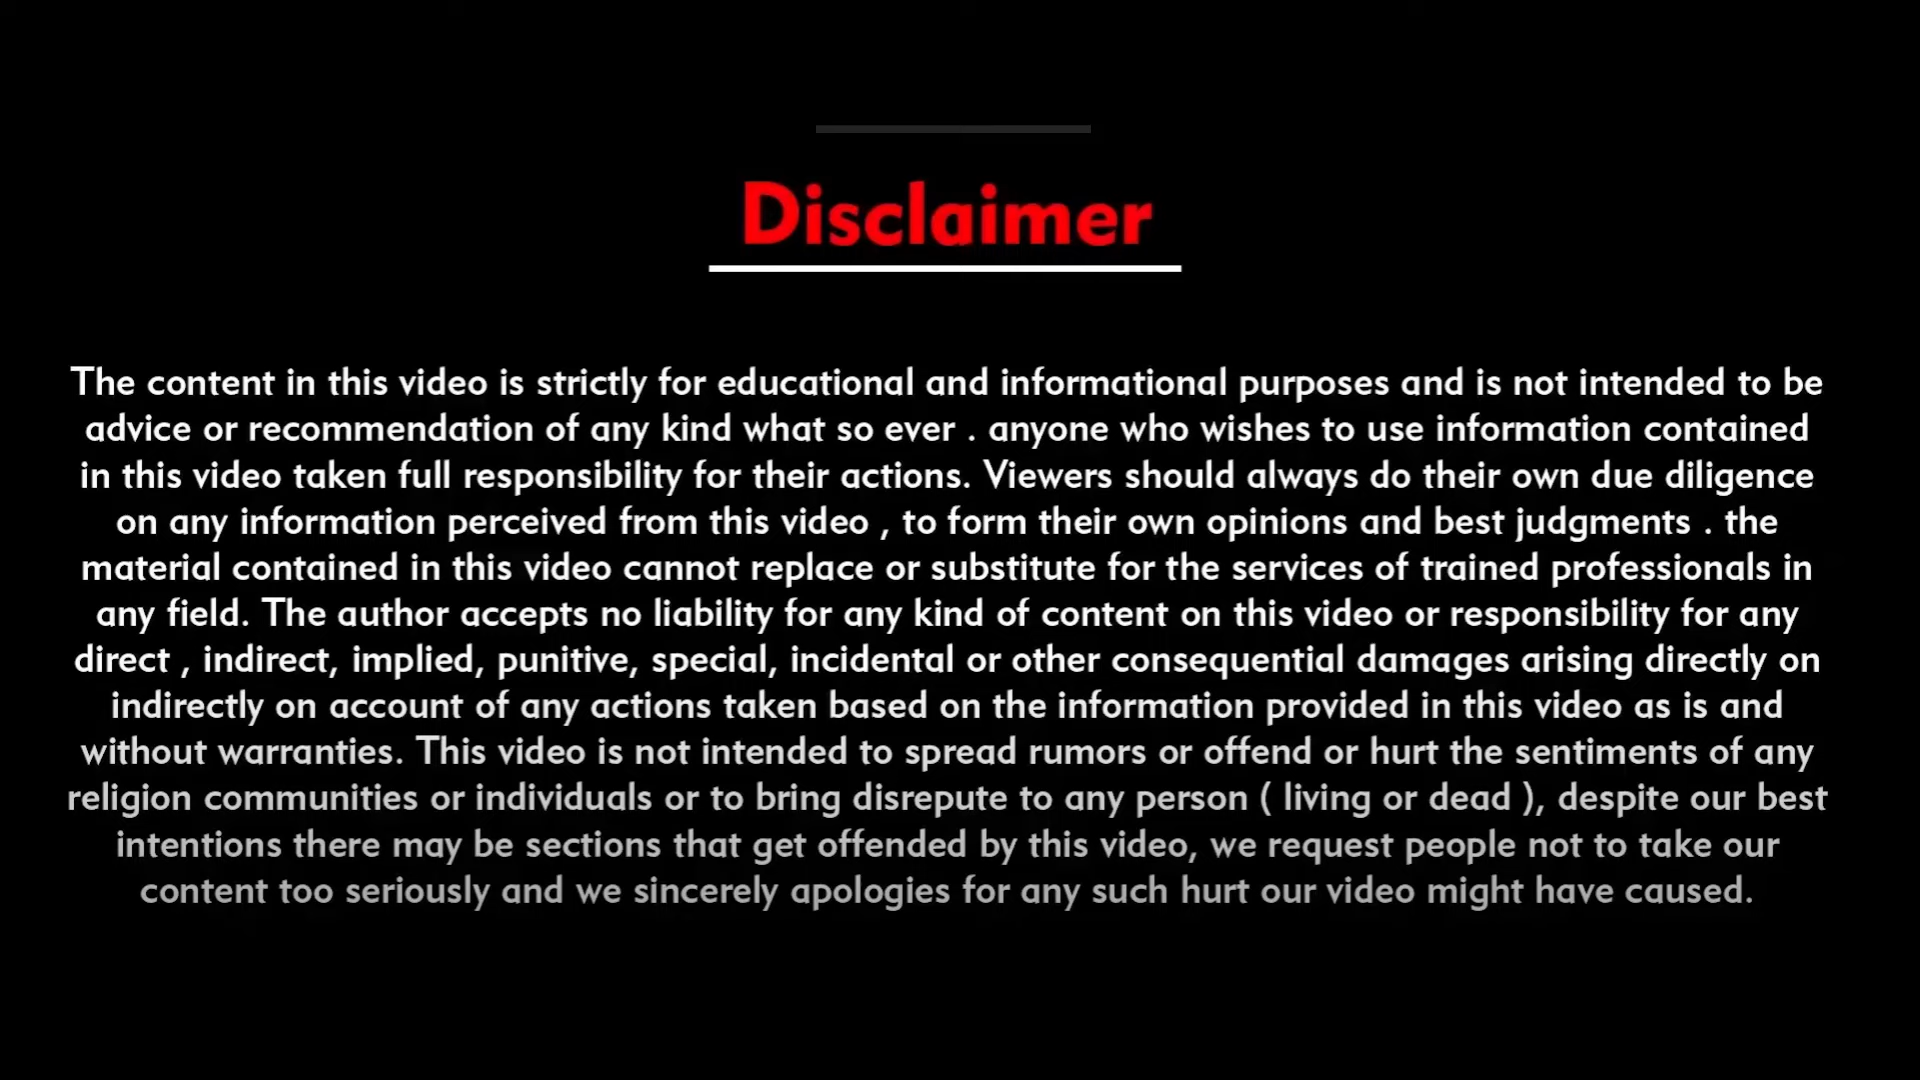 Disclaimer
The content in this video is strictly for educational and informational purposes and is not intended to be
advice or recommendation of any kind what so ever . anyone who wishes to use information contained
in this video taken full responsibility for their actions. Viewers should always do their own due diligence
on any information perceived from this video , to form their own opinions and best judgments . the
material contained in this video cannot replace or substitute for the services of trained professionals in
any field. The author accepts no liability for any kind of content on this video or responsibility for any
direct , indirect, implied, punitive, special, incidental or other consequential damages arising directly on
indirectly on account of any actions taken based on the information provided in this video as is and
without warranties. This video is not intended to spread rumors or offend or hurt the sentiments of any
religion communities or individuals or to bring disrepute to any person ( living or dead ), despite our best
intentions there may be sections that get offended by this video, we request people not to take our
content too seriously and we sincerely apologies for any such hurt our video might have caused.